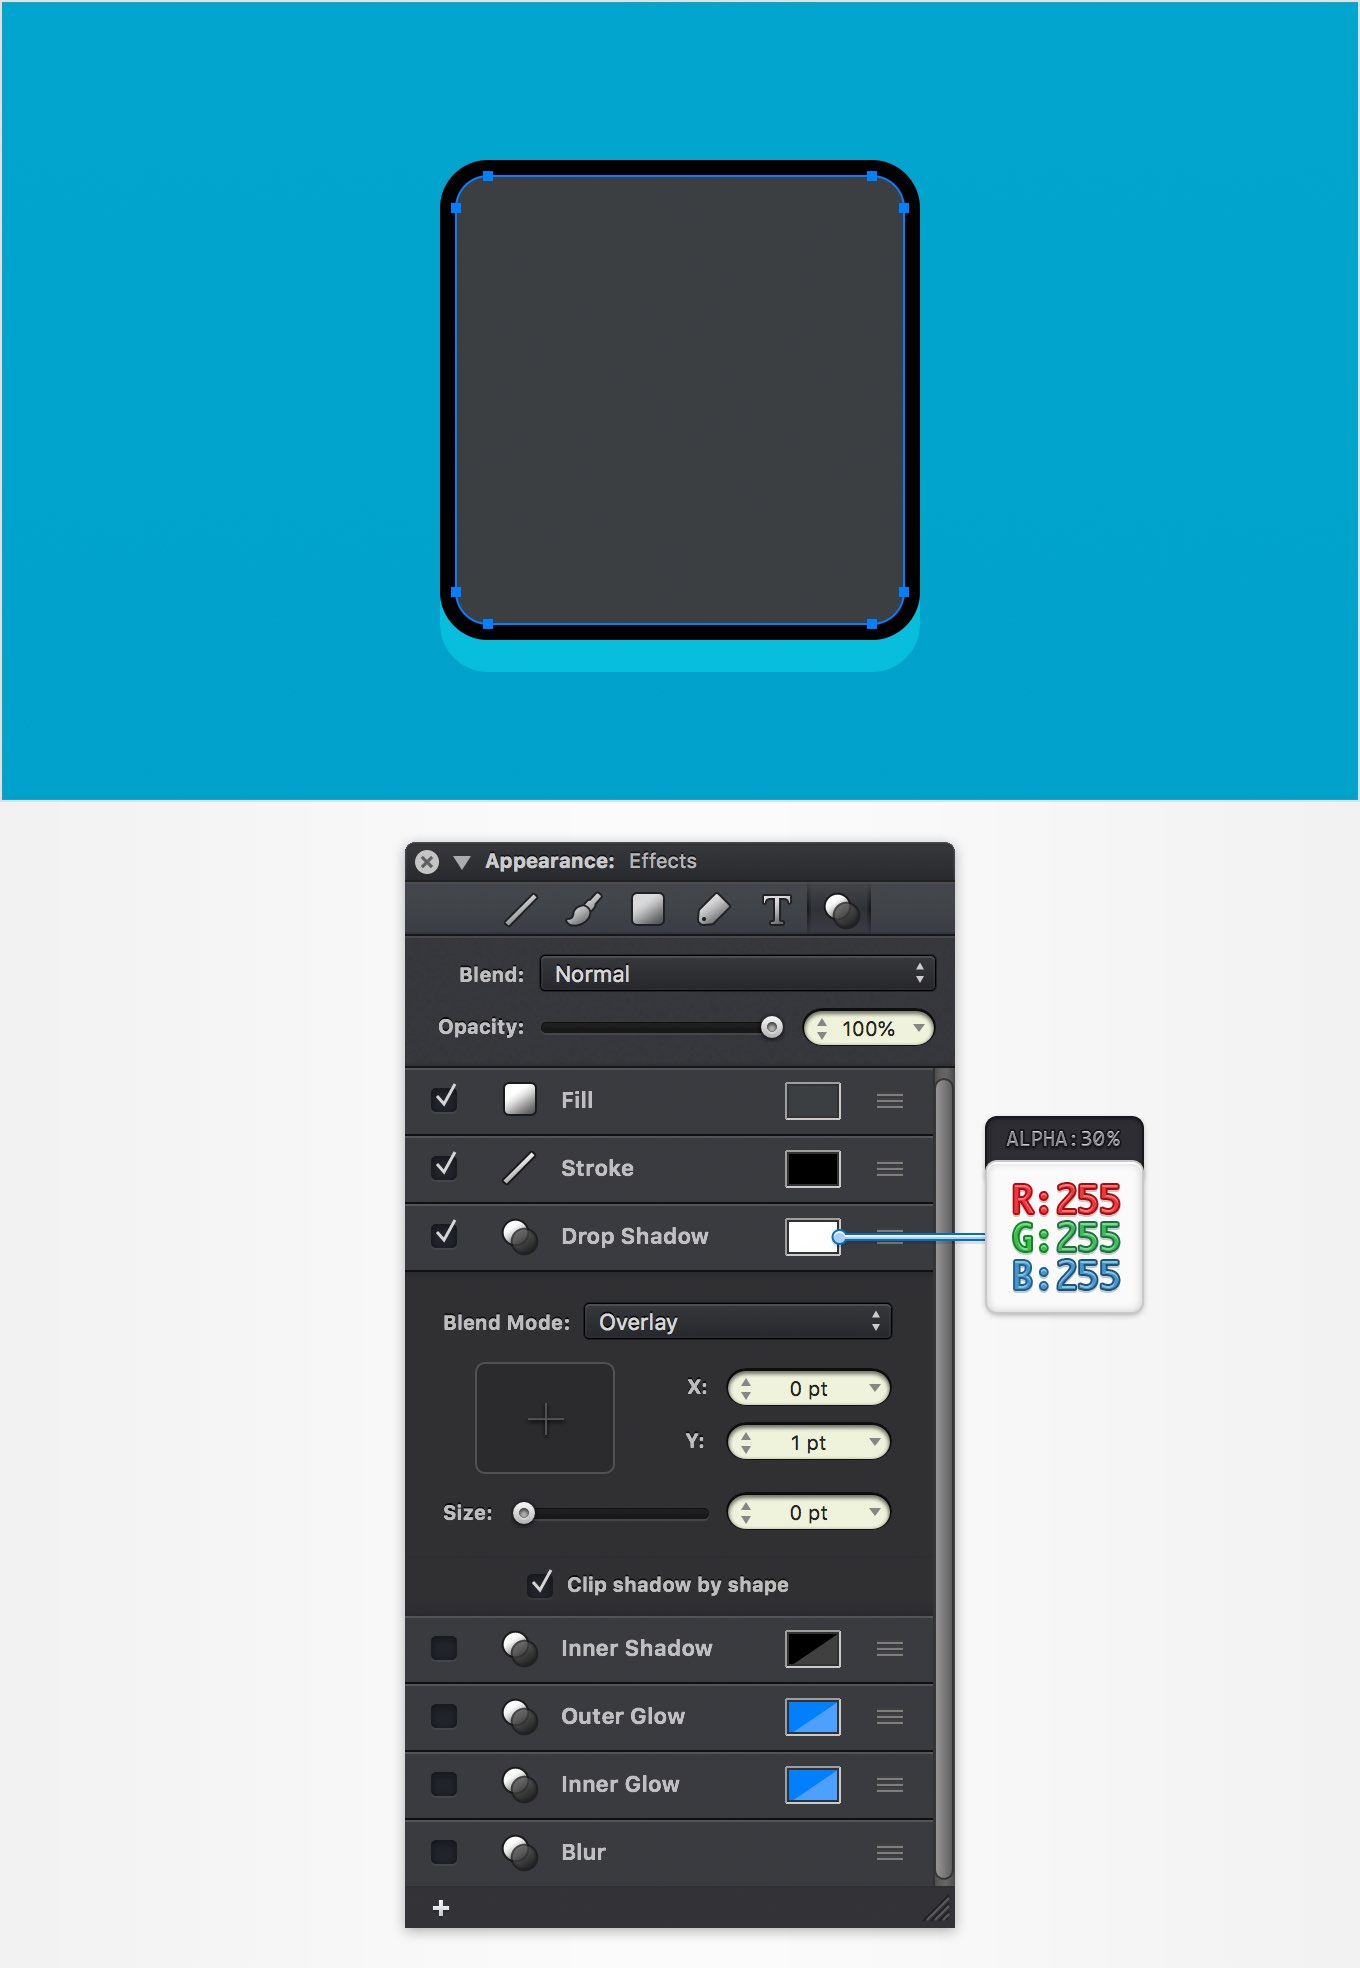 Appearance: Effects
T
Blend: Normal
Opacity: 100%
Fill
Stroke
Drop Shadow
ALPHA:30%
R:255
G:255
B:255
Blend Mode: Overlay
X: 0 pt
Y: 1 pt
Size: 0 pt
Clip shadow by shape
Inner Shadow
Outer Glow
Inner Glow
Blur